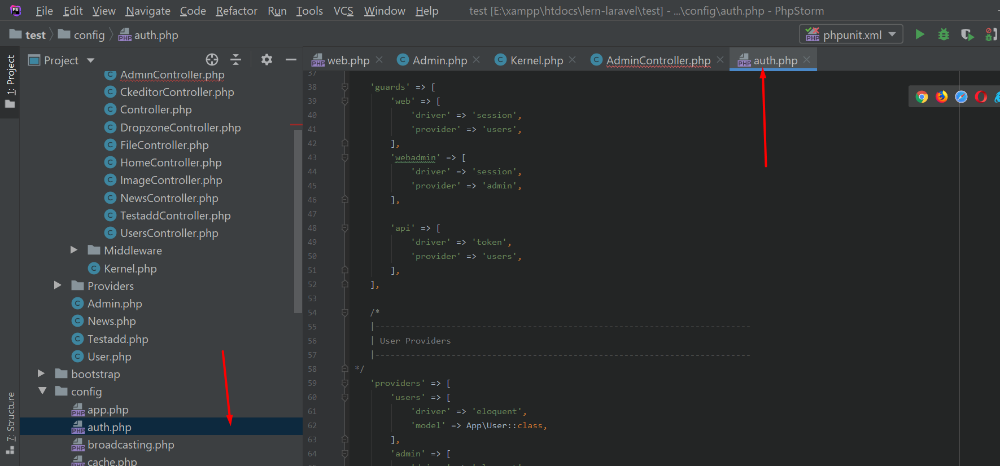 PS File Edit View Navigate Code Refactor Run Tools VCS Window Help test [E:\xampp\htdocs\lern-laravel\test] - ...\config\auth.php - PhpStorm
test config auth.php phpunit.xml
1: Project
7: Structure
Project
AdminController.php
CkeditorController.php
Controller.php
DropzoneController.php
FileController.php
HomeController.php
ImageController.php
NewsController.php
TestaddController.php
UsersController.php
Middleware
Kernel.php
Providers
Admin.php
News.php
Testadd.php
User.php
bootstrap
config
app.php
auth.php
broadcasting.php
cache.php
web.php Admin.php Kernel.php AdminController.php auth.php
37
38 'guards' => [
39 'web' => [
40 'driver' => 'session',
41 'provider' => 'users',
42 ],
43 'webadmin' => [
44 'driver' => 'session',
45 'provider' => 'admin',
46 ],
47
48 'api' => [
49 'driver' => 'token',
50 'provider' => 'users',
51 ],
52 ],
53
54 /*
55 |--------------------------------------------------------------------------
56 | User Providers
57 |--------------------------------------------------------------------------
58 */
59 'providers' => [
60 'users' => [
61 'driver' => 'eloquent',
62 'model' => App\User::class,
63 ],
64 'admin' => [